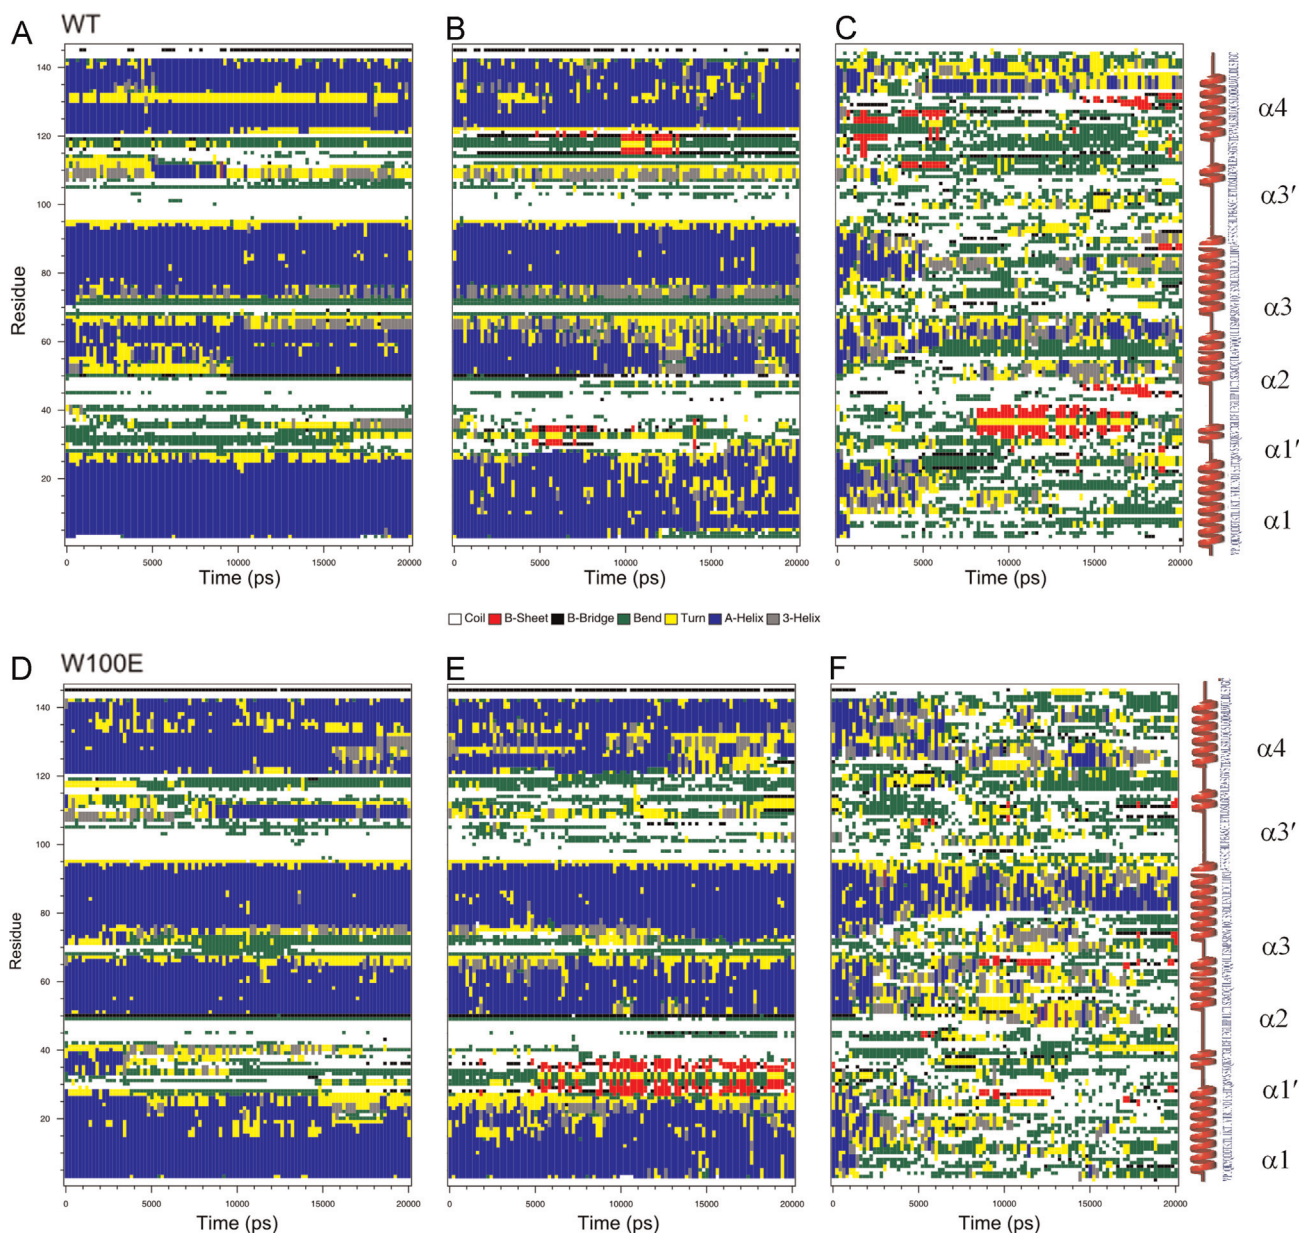 A WT B C
140
120
100
80
60
40
20
Residue
α4
α3′
α3
α2
α1′
α1
0 5000 10000 15000 20000
0 5000 10000 15000 20000
0 5000 10000 15000 20000
Time (ps) Time (ps) Time (ps)
Coil B-Sheet B-Bridge Bend Turn A-Helix 3-Helix
D W100E E F
140
120
100
80
60
40
20
Residue
α4
α3′
α3
α2
α1′
α1
0 5000 10000 15000 20000
0 5000 10000 15000 20000
0 5000 10000 15000 20000
Time (ps) Time (ps) Time (ps)